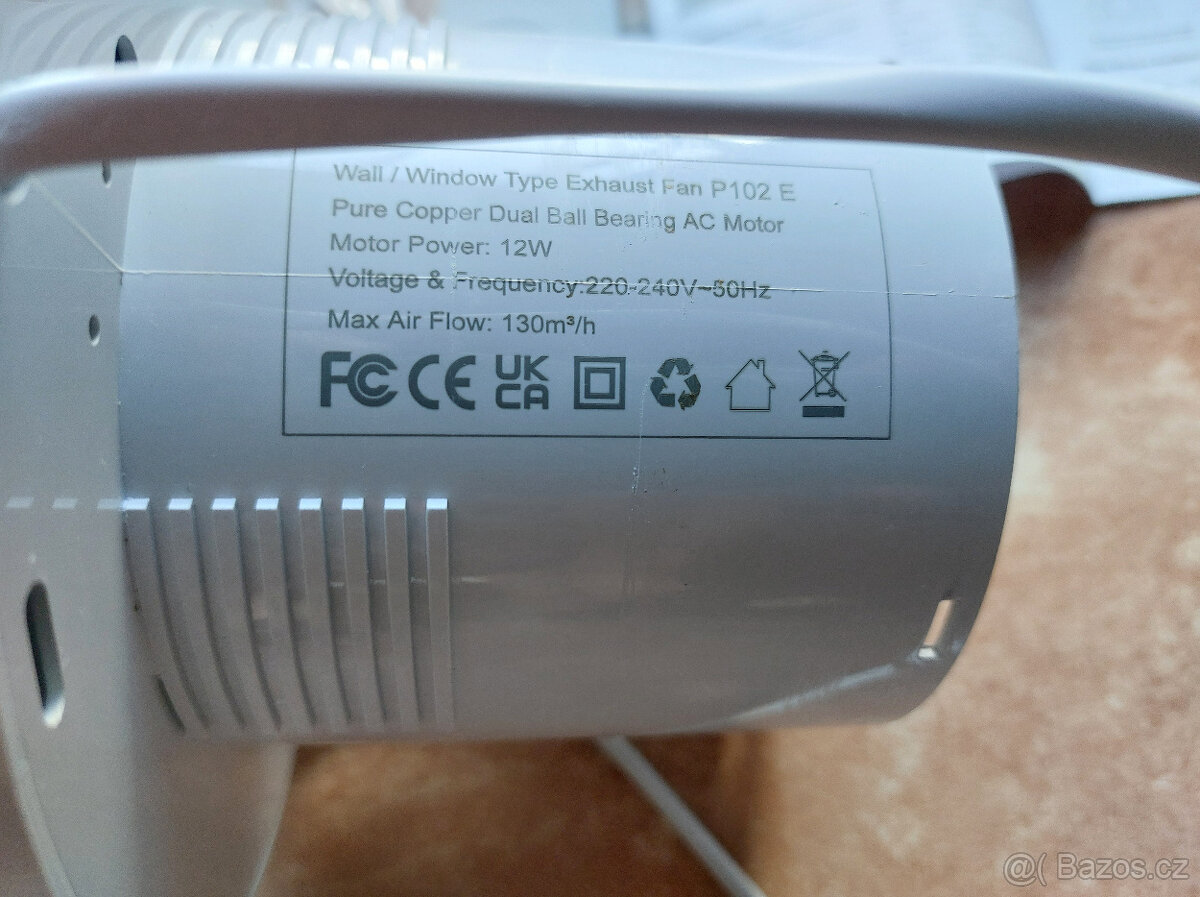 Wall / Window Type Exhaust Fan P102 E
Pure Copper Dual Ball Bearing AC Motor
Motor Power: 12W
Voltage & Frequency:220-240V~50Hz
Max Air Flow: 130m³/h
FC CE UK CA
@( Bazos.cz